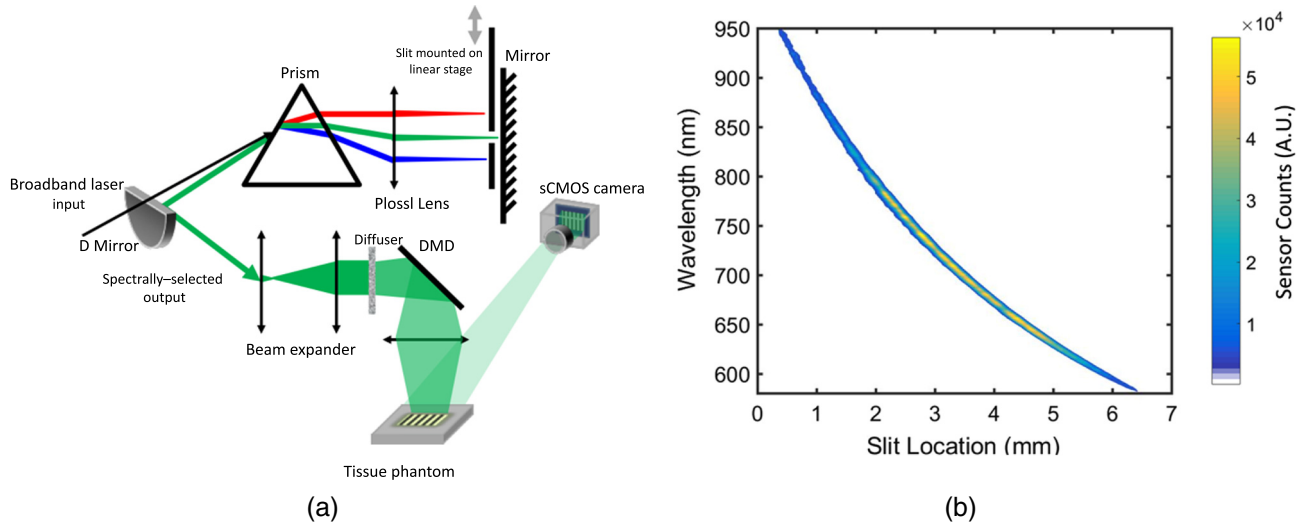 Slit mounted on
linear stage
Mirror
Prism
Broadband laser
input
D Mirror
Plossl Lens
sCMOS camera
Diffuser
DMD
Spectrally–selected
output
Beam expander
Tissue phantom
(a)
950
900
850
800
750
700
650
600
Wavelength (nm)
0 1 2 3 4 5 6 7
Slit Location (mm)
×10⁴
5
4
3
2
1
Sensor Counts (A.U.)
(b)